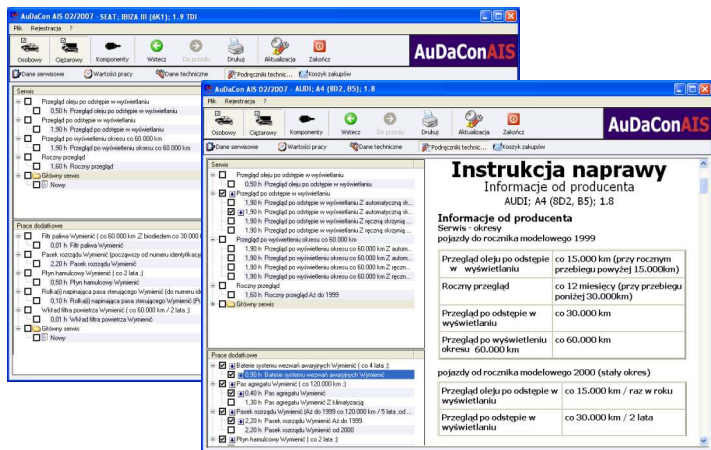 AuDaCon AIS 02/2007 - SEAT; IBIZA III (6K1); 1.9 TDI
Plik Rejestracja ?
Osobowy Ciężarowy Komponenty Wstecz Do przodu Drukuj Aktualizacja Zakończ
AuDaConAIS
Dane serwisowe Wartości pracy Dane techniczne Podręczniki technic... Koszyk zakupów
Serwis
Przegląd oleju po odstępie w wyświetlaniu
0,50 h Przegląd oleju po odstępie w wyświetlaniu
Przegląd po odstępie w wyświetlaniu
1,90 h Przegląd po odstępie w wyświetlaniu
Przegląd po wyświetleniu okresu co 60.000 km
1,90 h Przegląd po wyświetleniu okresu co 60.000 km
Roczny przegląd
1,60 h Roczny przegląd
Główny serwis
Nowy
Prace dodatkowe
Filtr paliwa Wymienić ( co 60.000 km ;Z biodieslem co 30.000
0,01 h Filtr paliwa Wymienić
Pasek rozrządu Wymienić (począwszy od numeru identyfikacy
2,20 h Pasek rozrządu Wymienić
Płyn hamulcowy Wymienić ( co 2 lata ;)
0,50 h Płyn hamulcowy Wymienić
Rolka(i) napinająca pasa sterującego Wymienić (do numeru ide
0,10 h Rolka(i) napinająca pasa sterującego Wymienić (Po
Wkład filtra powietrza Wymienić ( co 60.000 km / 2 lata ;)
0,01 h Wkład filtra powietrza Wymienić
Główny serwis
Nowy
AuDaCon AIS 02/2007 - AUDI; A4 (8D2, B5); 1.8
Plik Rejestracja ?
Osobowy Ciężarowy Komponenty Wstecz Do przodu Drukuj Aktualizacja Zakończ
AuDaConAIS
Dane serwisowe Wartości pracy Dane techniczne Podręczniki technic... Koszyk zakupów
Serwis
Przegląd oleju po odstępie w wyświetlaniu
0,50 h Przegląd oleju po odstępie w wyświetlaniu
Przegląd po odstępie w wyświetlaniu
1,90 h Przegląd po odstępie w wyświetlaniu Z automatyczną sk...
1,90 h Przegląd po odstępie w wyświetlaniu Z automatyczną sk...
1,90 h Przegląd po odstępie w wyświetlaniu Z ręczną skrzynią ...
1,90 h Przegląd po odstępie w wyświetlaniu Z ręczną skrzynią ...
Przegląd po wyświetleniu okresu co 60.000 km
1,90 h Przegląd po wyświetleniu okresu co 60.000 km Z autom...
1,90 h Przegląd po wyświetleniu okresu co 60.000 km Z autom...
1,90 h Przegląd po wyświetleniu okresu co 60.000 km Z ręczn...
1,90 h Przegląd po wyświetleniu okresu co 60.000 km Z ręczn...
Roczny przegląd
1,60 h Roczny przegląd Aż do 1999
Główny serwis
Prace dodatkowe
Baterie systemu wezwań awaryjnych Wymienić ( co 4 lata ;)
0,90 h Baterie systemu wezwań awaryjnych Wymienić
Pas agregatu Wymienić ( co 120.000 km ;)
0,40 h Pas agregatu Wymienić
1,30 h Pas agregatu Wymienić Z klimatyzacją
Pasek rozrządu Wymienić (Aż do 1999 co 120.000 km / 5 lata ;od ...
2,20 h Pasek rozrządu Wymienić Aż do 1999
2,20 h Pasek rozrządu Wymienić od 2000
Płyn hamulcowy Wymienić ( co 2 lata ;)
Instrukcja naprawy
Informacje od producenta
AUDI; A4 (8D2, B5); 1.8
Informacje od producenta
Serwis - okresy
pojazdy do rocznika modelowego 1999
Przegląd oleju po odstępie co 15.000 km (przy rocznym
w wyświetlaniu przebiegu powyżej 15.000km)
Roczny przegląd co 12 miesięcy (przy przebiegu
poniżej 30.000km)
Przegląd po odstępie w co 30.000 km
wyświetlaniu
Przegląd po wyświetleniu co 60.000 km
okresu 60.000 km
pojazdy od rocznika modelowego 2000 (stały okres)
Przegląd oleju po odstępie w co 15.000 km / raz w roku
wyświetlaniu
Przegląd po odstępie w co 30.000 km / 2 lata
wyświetlaniu